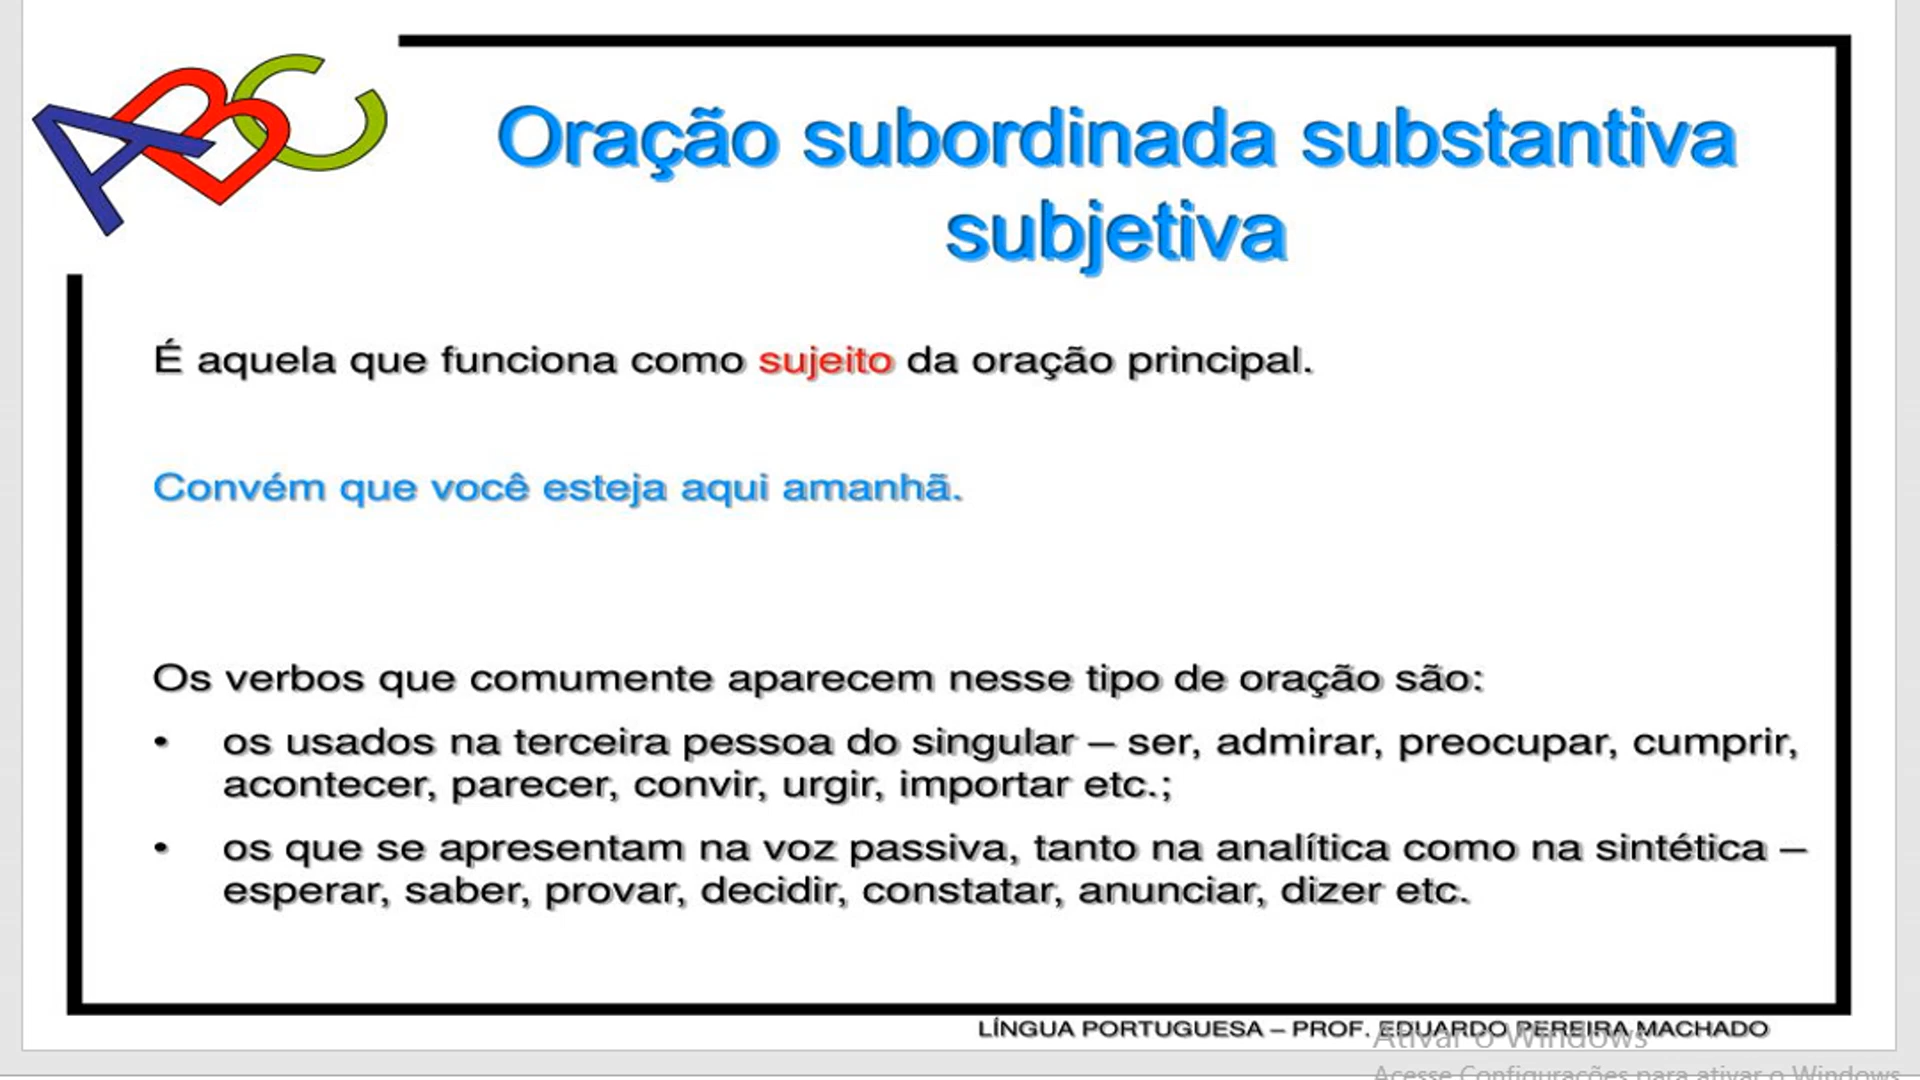 ABC
Oração subordinada substantiva
subjetiva
É aquela que funciona como sujeito da oração principal.
Convém que você esteja aqui amanhã.
Os verbos que comumente aparecem nesse tipo de oração são:
• os usados na terceira pessoa do singular – ser, admirar, preocupar, cumprir,
acontecer, parecer, convir, urgir, importar etc.;
• os que se apresentam na voz passiva, tanto na analítica como na sintética –
esperar, saber, provar, decidir, constatar, anunciar, dizer etc.
LÍNGUA PORTUGUESA – PROF. EDUARDO PEREIRA MACHADO
Ativar o Windows
Acesse Configurações para ativar o Windows.